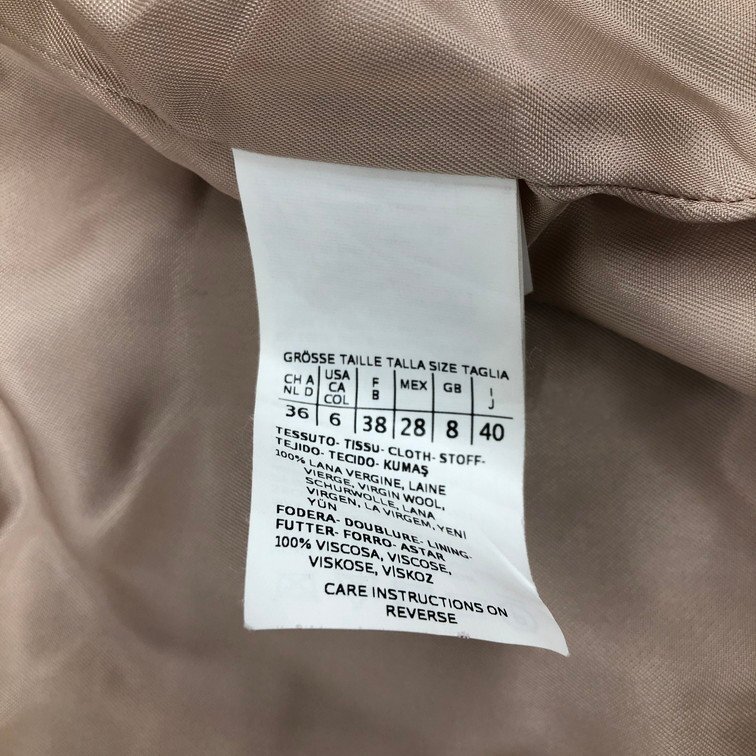 GRÖSSE TAILLE TALLA SIZE TAGLIA
CH A NL D USA CA COL F B MEX GB I J
36 6 38 28 8 40
TESSUTO- TISSU- CLOTH- STOFF-
TEJIDO- TECIDO- KUMAŞ
100% LANA VERGINE, LAINE
VIERGE, VIRGIN WOOL,
SCHURWOLLE, LANA
VIRGEN, LA VIRGEM, YENI
YÜN
FODERA- DOUBLURE- LINING-
FUTTER- FORRO- ASTAR
100% VISCOSA, VISCOSE,
VISKOSE, VISKOZ
CARE INSTRUCTIONS ON
REVERSE